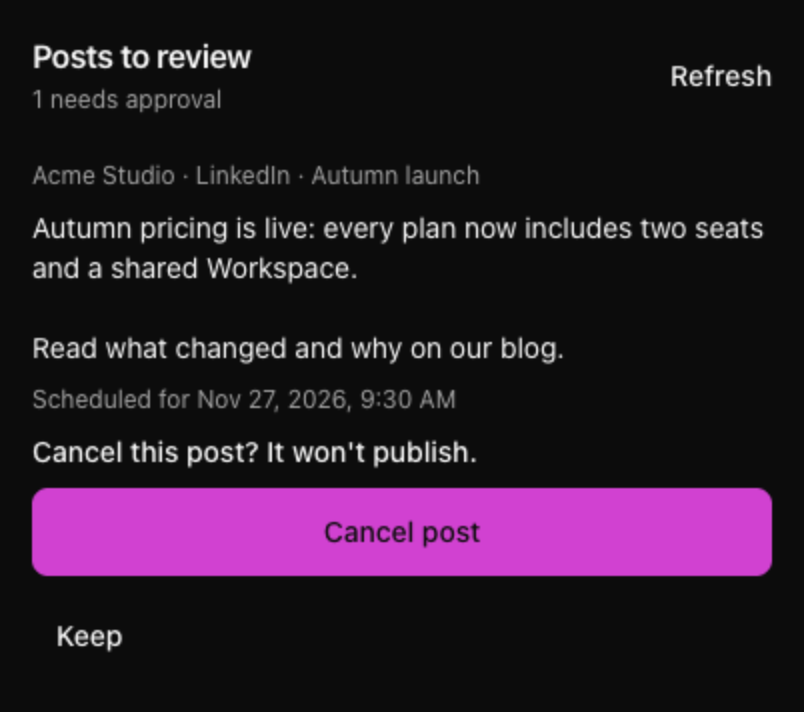 Posts to review
Refresh
1 needs approval
Acme Studio · LinkedIn · Autumn launch
Autumn pricing is live: every plan now includes two seats
and a shared Workspace.
Read what changed and why on our blog.
Scheduled for Nov 27, 2026, 9:30 AM
Cancel this post? It won't publish.
Cancel post
Keep